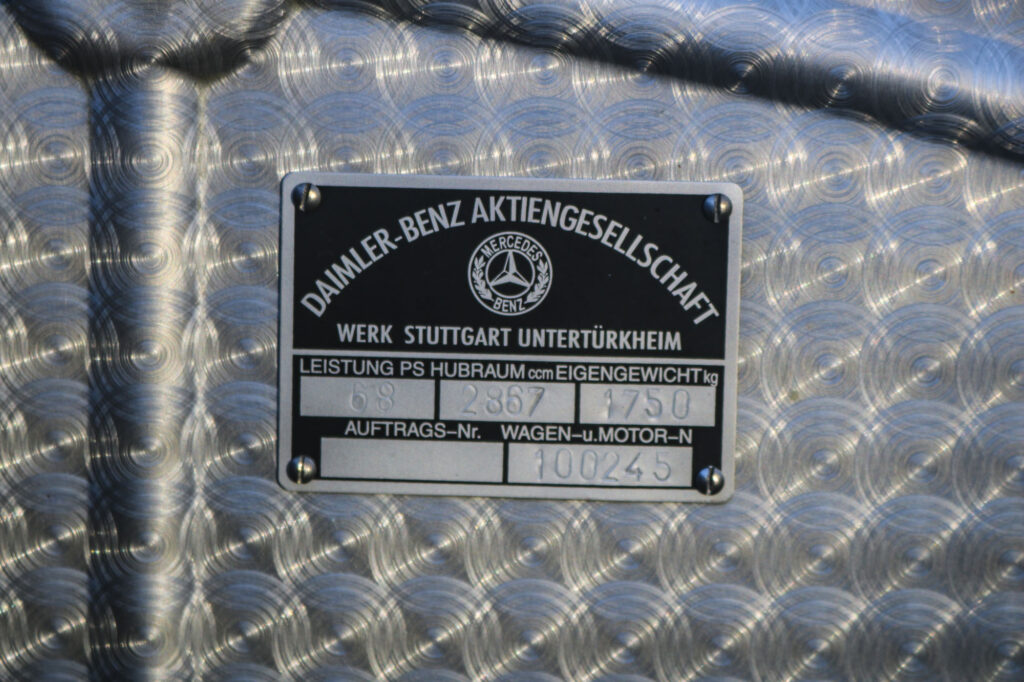 DAIMLER-BENZ AKTIENGESELLSCHAFT
MERCEDES
BENZ
WERK STUTTGART UNTERTÜRKHEIM
LEISTUNG PS HUBRAUM ccm EIGENGEWICHT kg
68 2867 1750
AUFTRAGS-Nr. WAGEN-u.MOTOR-N
100245